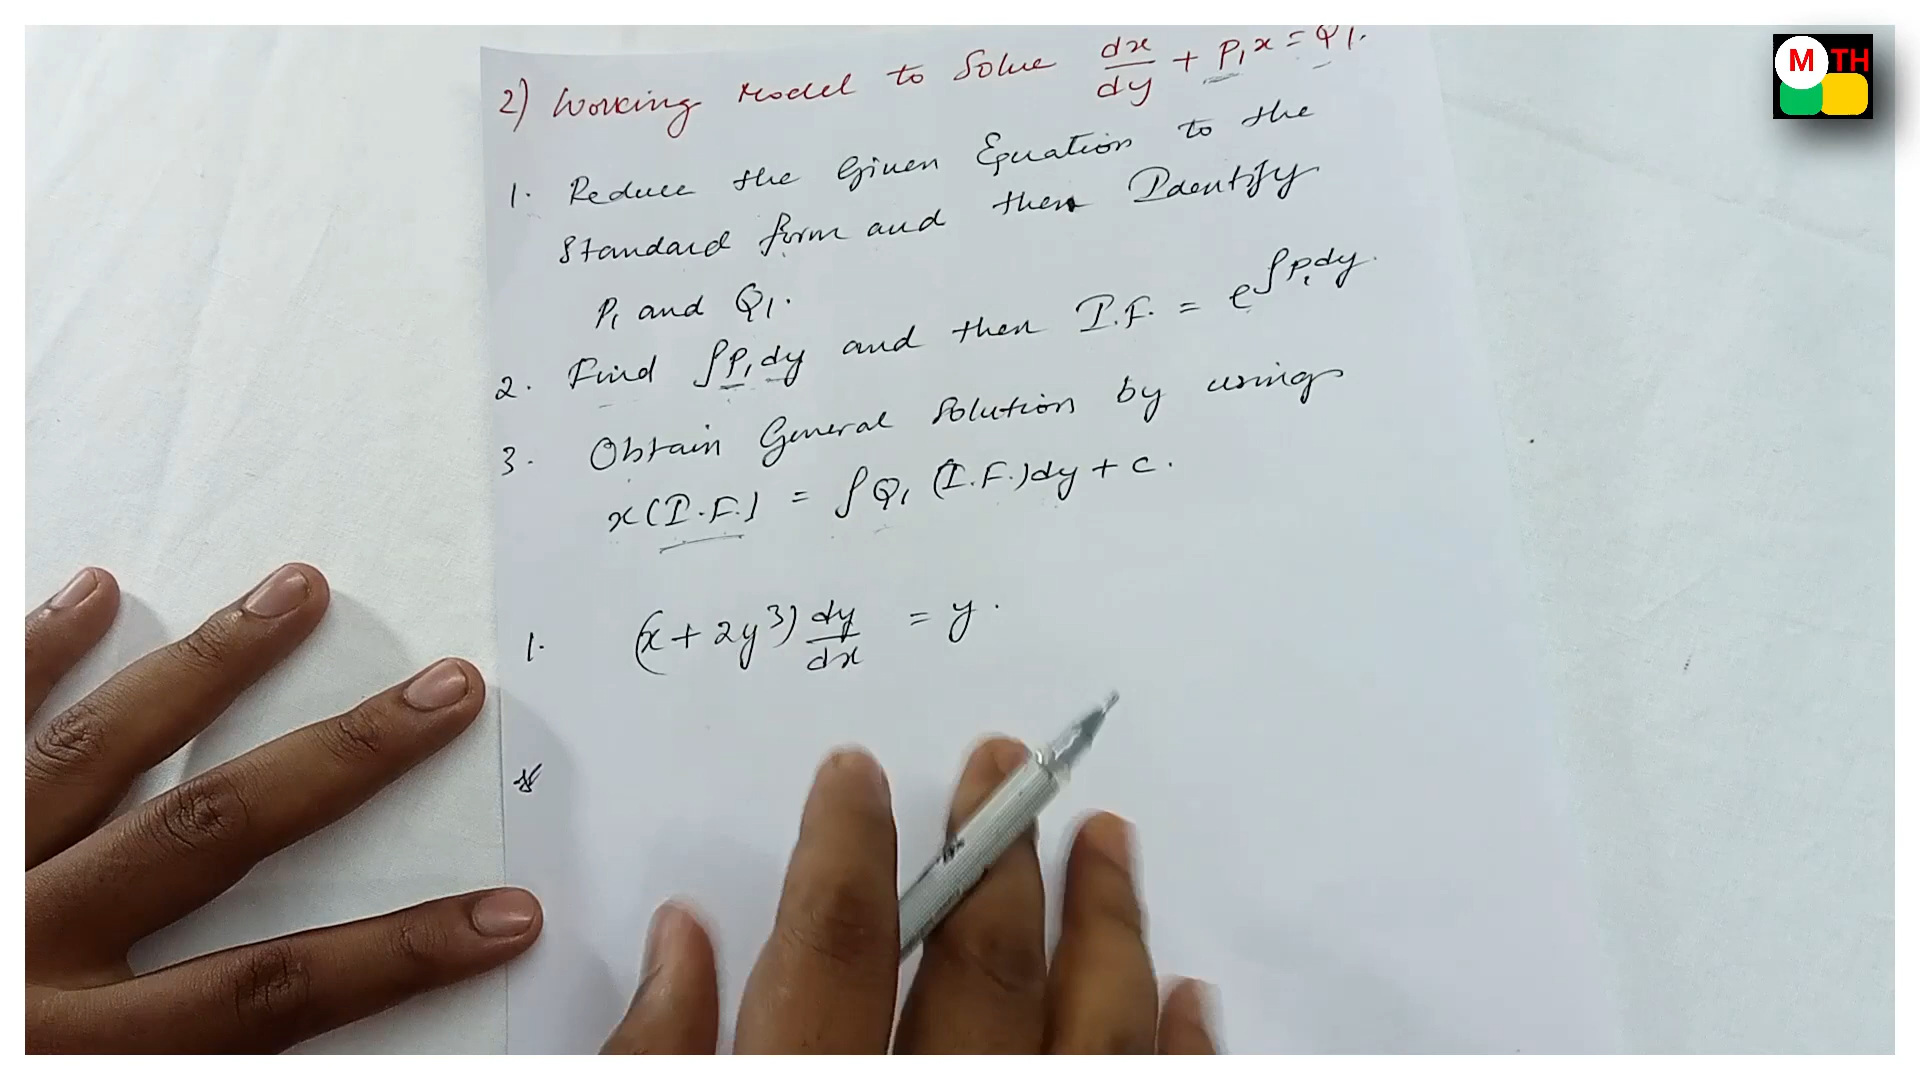 M TH
2) Working Model to Solve dx/dy + P₁x = Q₁.
1. Reduce the Given Equation to the
Standard form and then Identify
P₁ and Q₁.
2. Find ∫P₁dy and then I.F. = e^∫P₁dy.
3. Obtain General Solution by using
x(I.F.) = ∫Q₁ (I.F.)dy + c.
1. (x + 2y³) dy/dx = y.